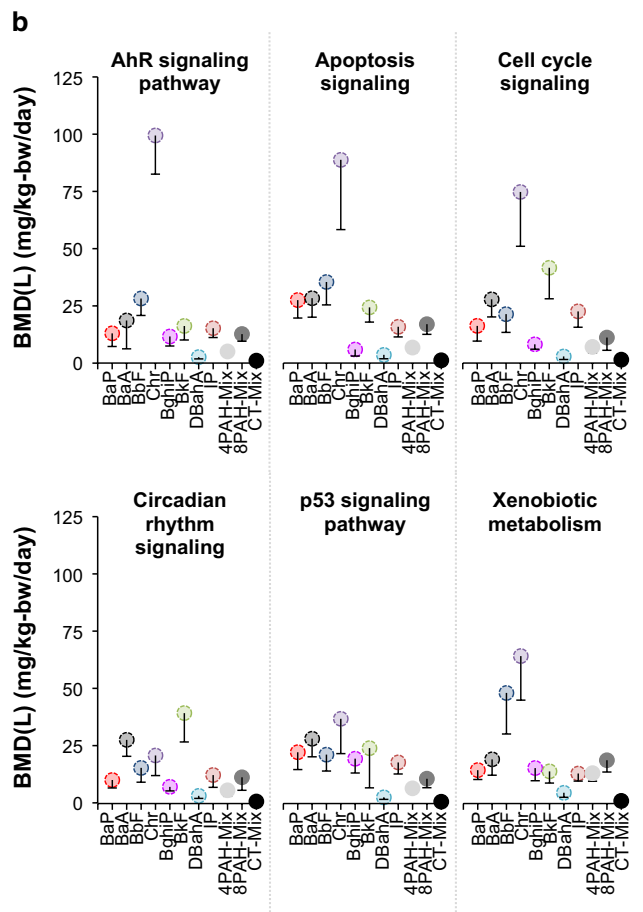 b
AhR signaling
pathway
Apoptosis
signaling
Cell cycle
signaling
BMD(L) (mg/kg-bw/day)
125
100
75
50
25
0
BaP
BaA
BbF
Chr
BghiP
BkF
DBahA
IP
4PAH-Mix
8PAH-Mix
CT-Mix
BaP
BaA
BbF
Chr
BghiP
BkF
DBahA
IP
4PAH-Mix
8PAH-Mix
CT-Mix
BaP
BaA
BbF
Chr
BghiP
BkF
DBahA
IP
4PAH-Mix
8PAH-Mix
CT-Mix
Circadian
rhythm
signaling
p53 signaling
pathway
Xenobiotic
metabolism
BMD(L) (mg/kg-bw/day)
125
100
75
50
25
0
BaP
BaA
BbF
Chr
BghiP
BkF
DBahA
IP
4PAH-Mix
8PAH-Mix
CT-Mix
BaP
BaA
BbF
Chr
BghiP
BkF
DBahA
IP
4PAH-Mix
8PAH-Mix
CT-Mix
BaP
BaA
BbF
Chr
BghiP
BkF
DBahA
IP
4PAH-Mix
8PAH-Mix
CT-Mix